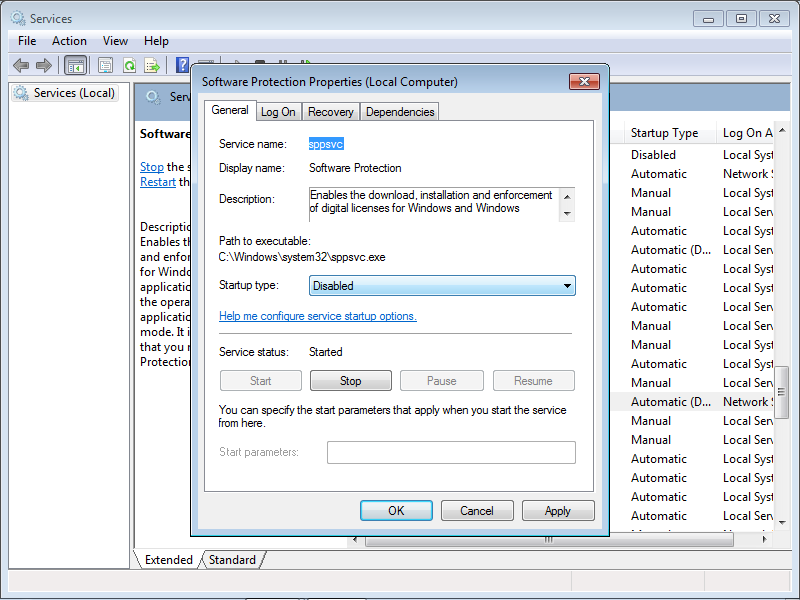 Services
File Action View Help
Services (Local)
Serv
Software
Stop the s
Restart th
Descriptio
Enables th
and enfor
for Windo
applicatio
the opera
applicatio
mode. It i
that you r
Protection
Software Protection Properties (Local Computer)
General Log On Recovery Dependencies
Service name: sppsvc
Display name: Software Protection
Description: Enables the download, installation and enforcement
of digital licenses for Windows and Windows
Path to executable:
C:\Windows\system32\sppsvc.exe
Startup type: Disabled
Help me configure service startup options.
Service status: Started
Start Stop Pause Resume
You can specify the start parameters that apply when you start the service
from here.
Start parameters:
OK Cancel Apply
Startup Type Log On A
Disabled Local Syst
Automatic Network S
Manual Local Syst
Manual Local Serv
Automatic Local Syst
Automatic (D... Local Serv
Automatic Local Syst
Automatic Local Syst
Automatic Local Serv
Manual Local Serv
Manual Local Syst
Automatic Local Syst
Manual Local Serv
Automatic (D... Network S
Manual Local Serv
Manual Local Serv
Automatic Local Syst
Automatic Local Syst
Automatic Local Syst
Automatic Local Serv
Extended Standard